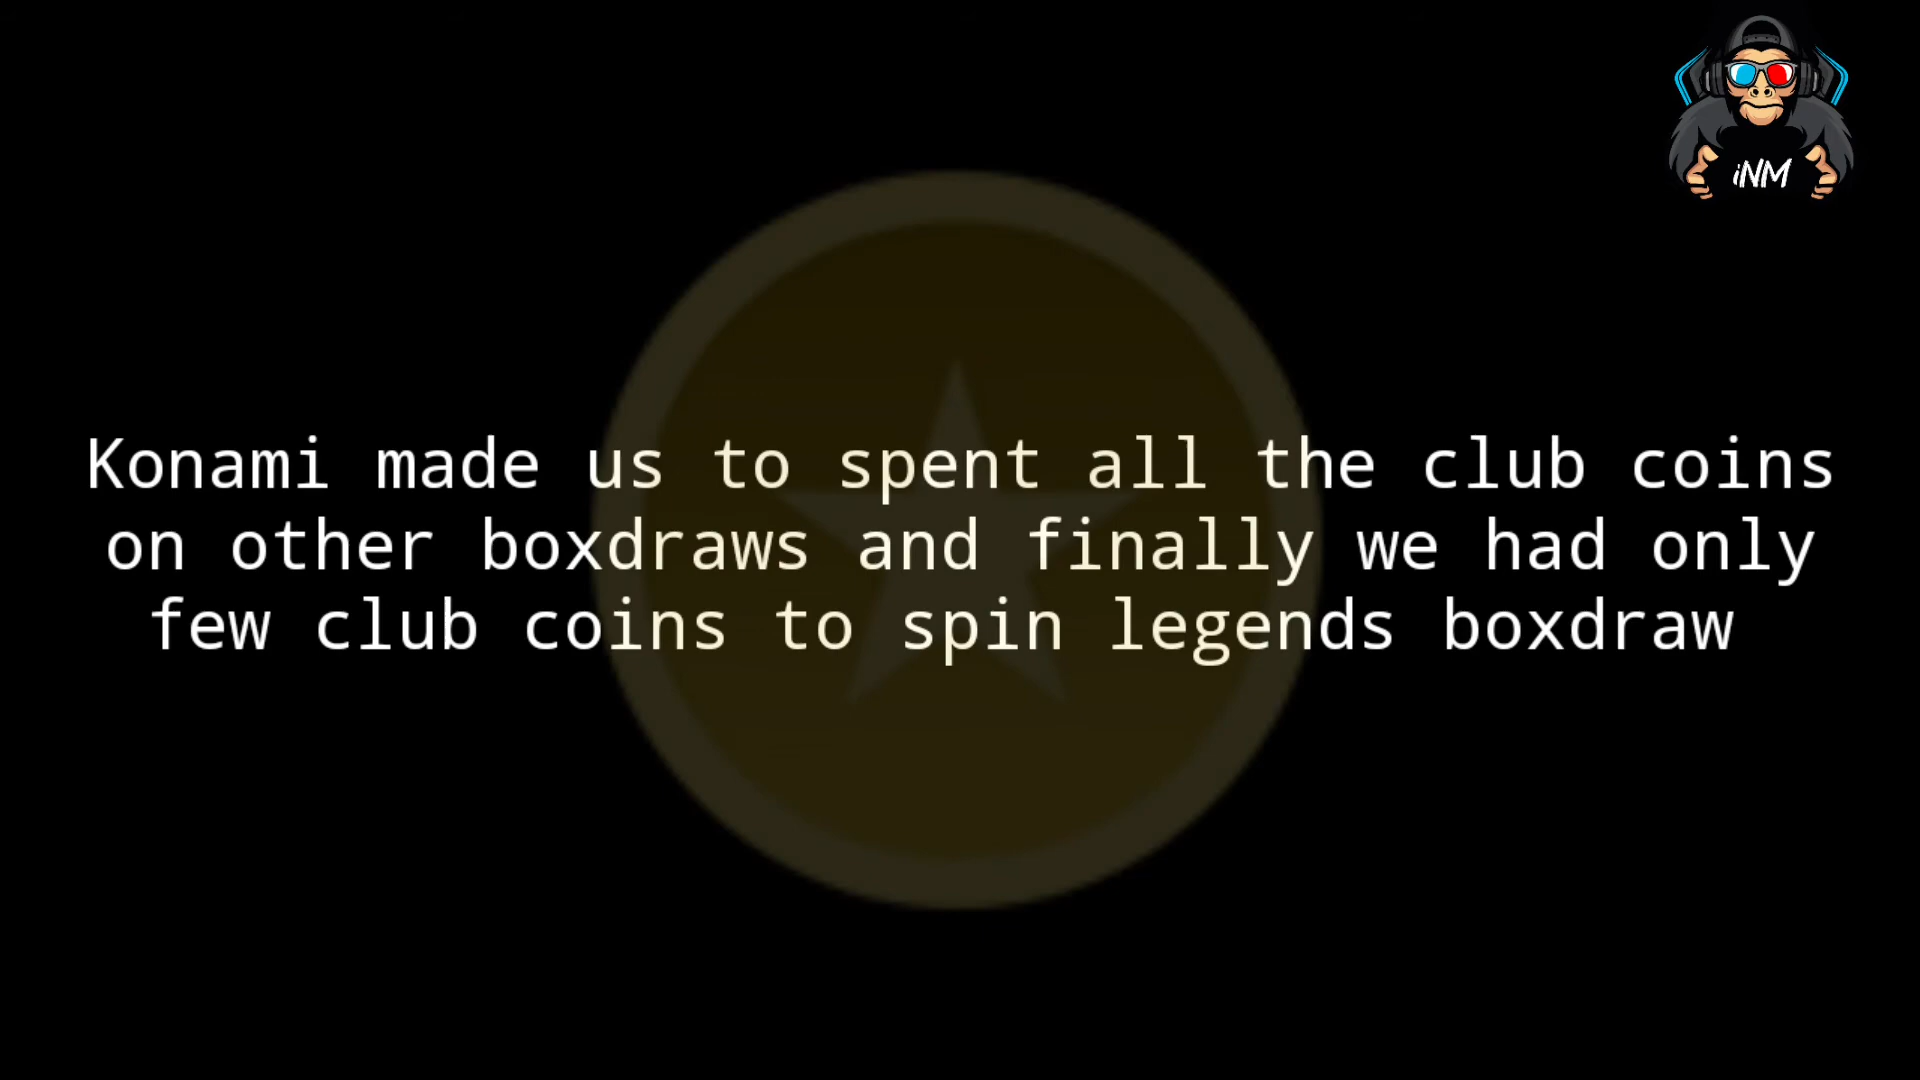 iNM
Konami made us to spent all the club coins
on other boxdraws and finally we had only
few club coins to spin legends boxdraw